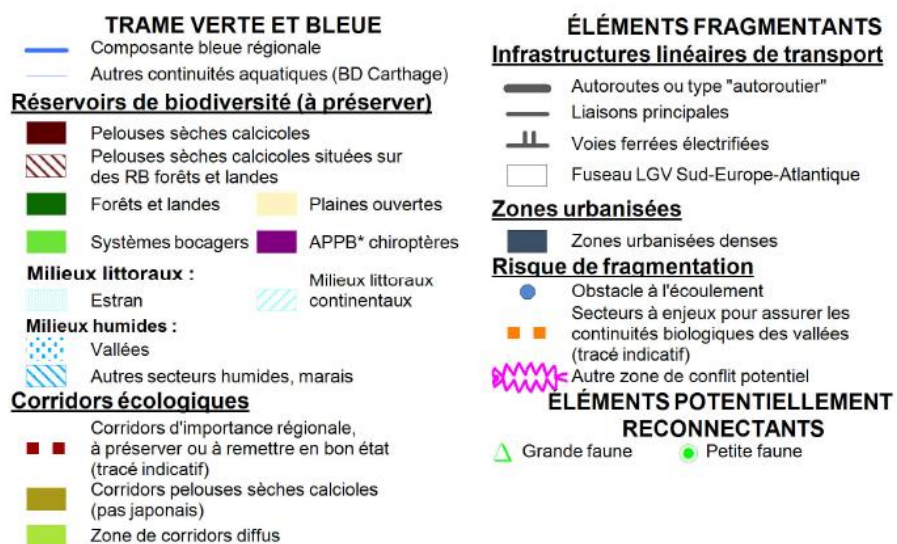 TRAME VERTE ET BLEUE
Composante bleue régionale
Autres continuités aquatiques (BD Carthage)
Réservoirs de biodiversité (à préserver)
Pelouses sèches calcicoles
Pelouses sèches calcicoles situées sur
des RB forêts et landes
Forêts et landes
Plaines ouvertes
Systèmes bocagers
APPB* chiroptères
Milieux littoraux :
Estran
Milieux littoraux
continentaux
Milieux humides :
Vallées
Autres secteurs humides, marais
Corridors écologiques
Corridors d'importance régionale,
à préserver ou à remettre en bon état
(tracé indicatif)
Corridors pelouses sèches calcioles
(pas japonais)
Zone de corridors diffus
ÉLÉMENTS FRAGMENTANTS
Infrastructures linéaires de transport
Autoroutes ou type "autoroutier"
Liaisons principales
Voies ferrées électrifiées
Fuseau LGV Sud-Europe-Atlantique
Zones urbanisées
Zones urbanisées denses
Risque de fragmentation
Obstacle à l'écoulement
Secteurs à enjeux pour assurer les
continuités biologiques des vallées
(tracé indicatif)
Autre zone de conflit potentiel
ÉLÉMENTS POTENTIELLEMENT
RECONNECTANTS
Grande faune
Petite faune